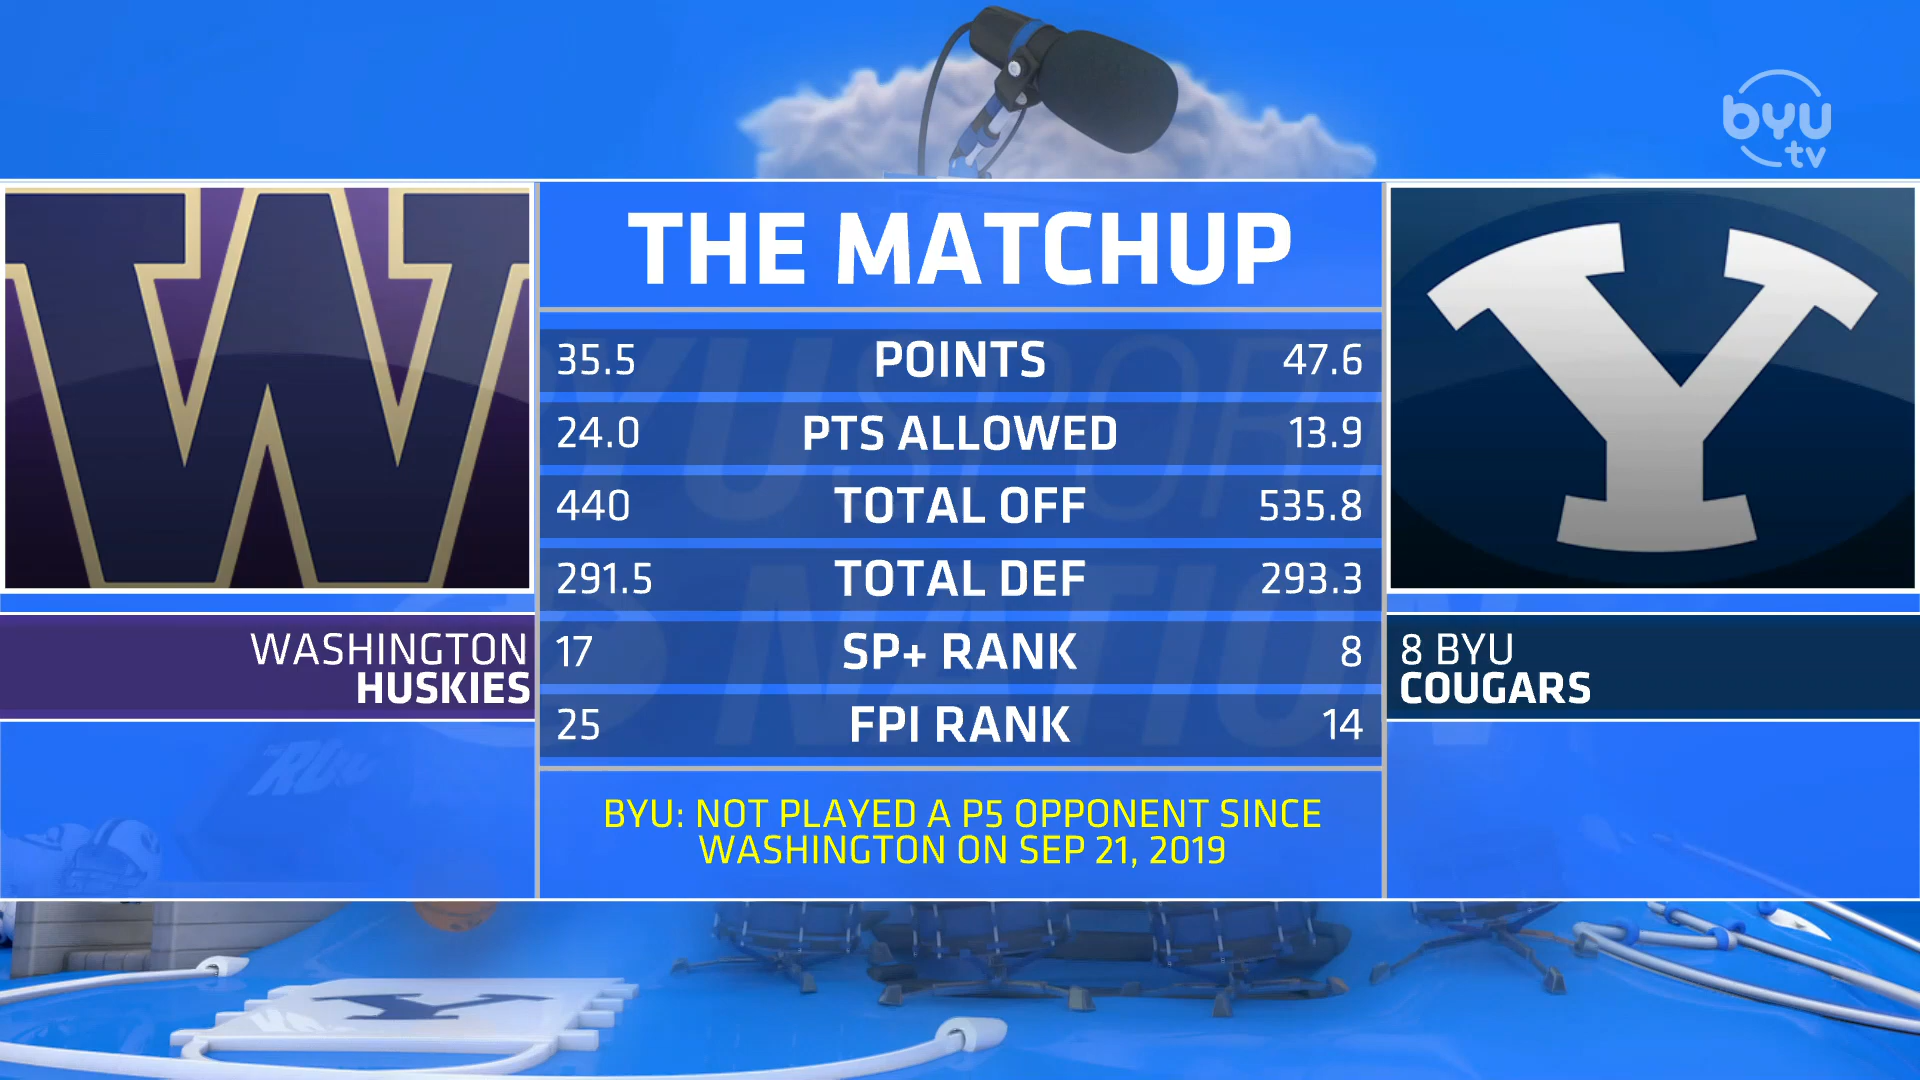 byu
tv
THE MATCHUP
35.5 POINTS 47.6
24.0 PTS ALLOWED 13.9
440 TOTAL OFF 535.8
291.5 TOTAL DEF 293.3
17 SP+ RANK 8
25 FPI RANK 14
W
WASHINGTON
HUSKIES
Y
8 BYU
COUGARS
BYU: NOT PLAYED A P5 OPPONENT SINCE
WASHINGTON ON SEP 21, 2019
BYUSPORTS
NATION
Y